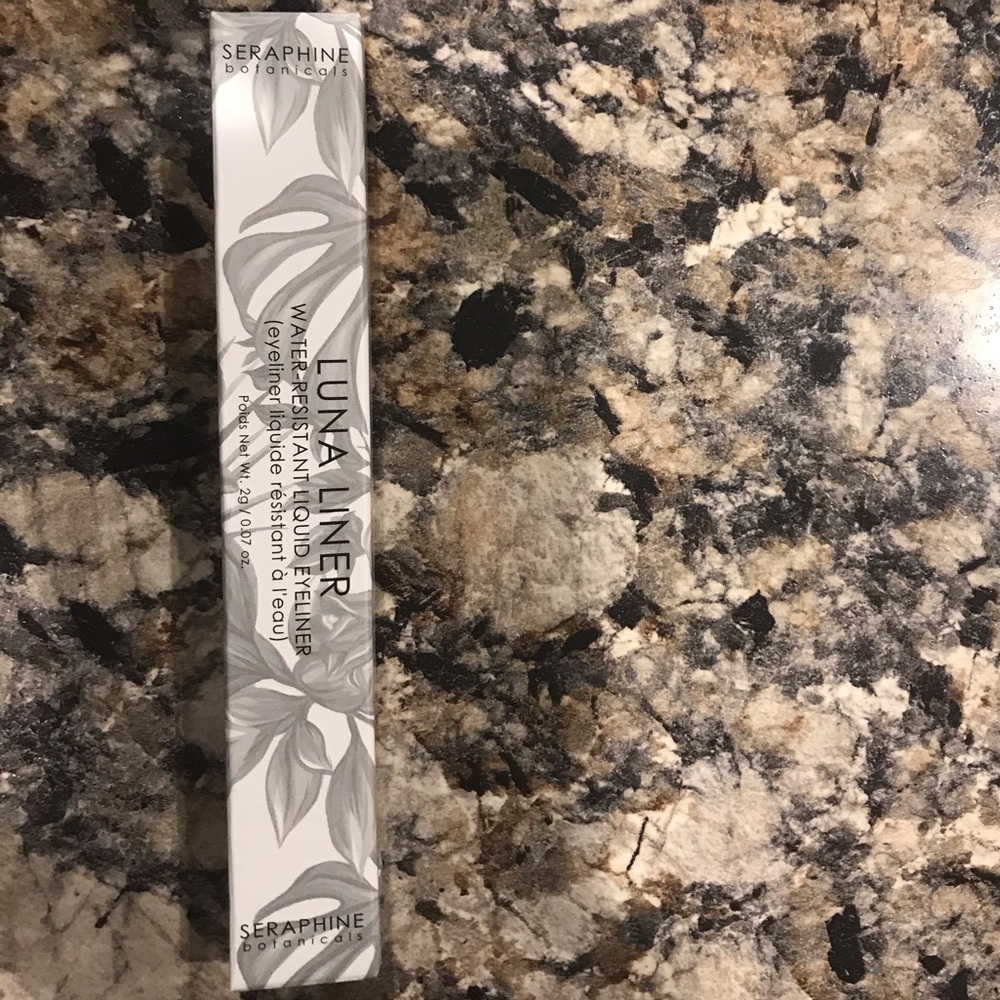 SERAPHINE
botanicals
LUNA LINER
WATER-RESISTANT LIQUID EYELINER
(eyeliner liquide résistant à l'eau)
Poids Net Wt. 2g / 0.07 oz.
SERAPHINE
botanicals